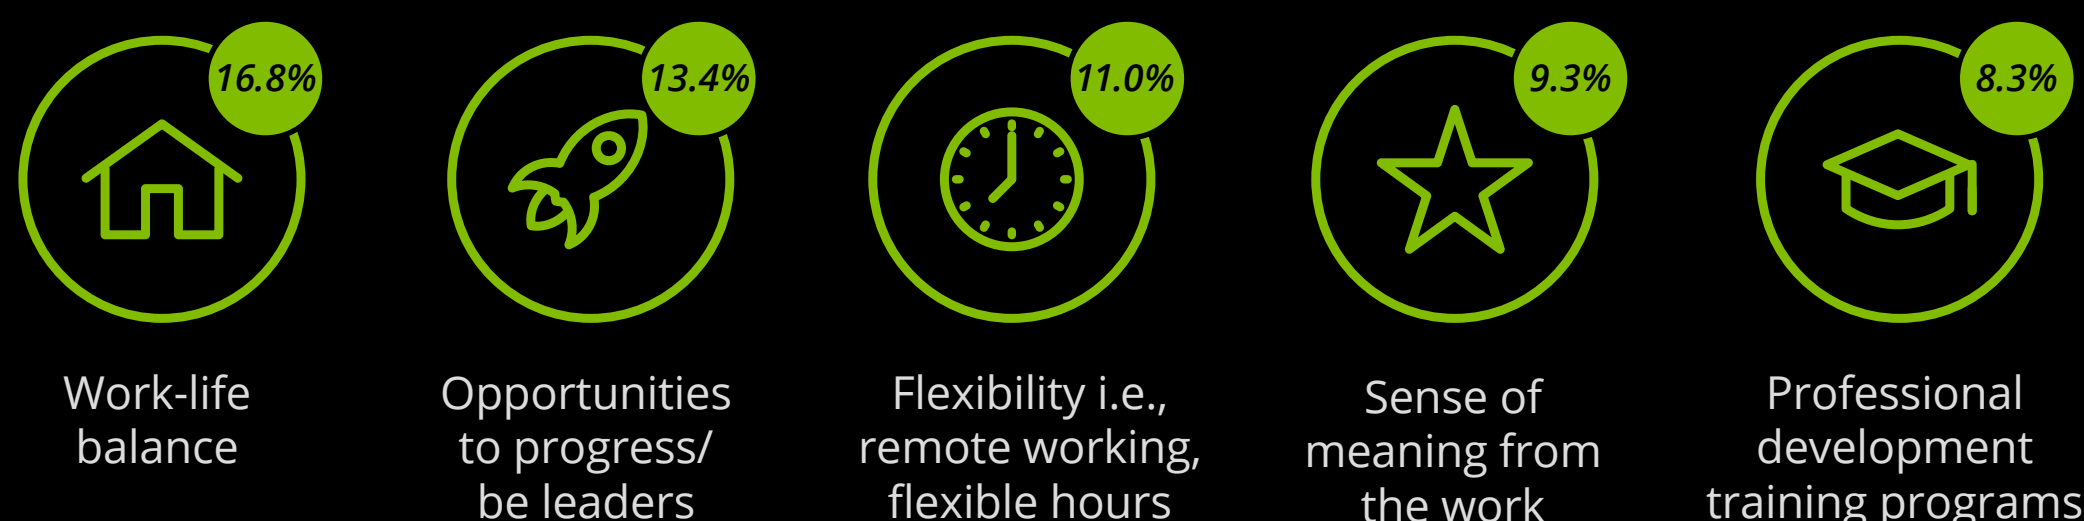 16.8%
Work-life
balance
13.4%
Opportunities
to progress/
be leaders
11.0%
Flexibility i.e.,
remote working,
flexible hours
9.3%
Sense of
meaning from
the work
8.3%
Professional
development
training programs